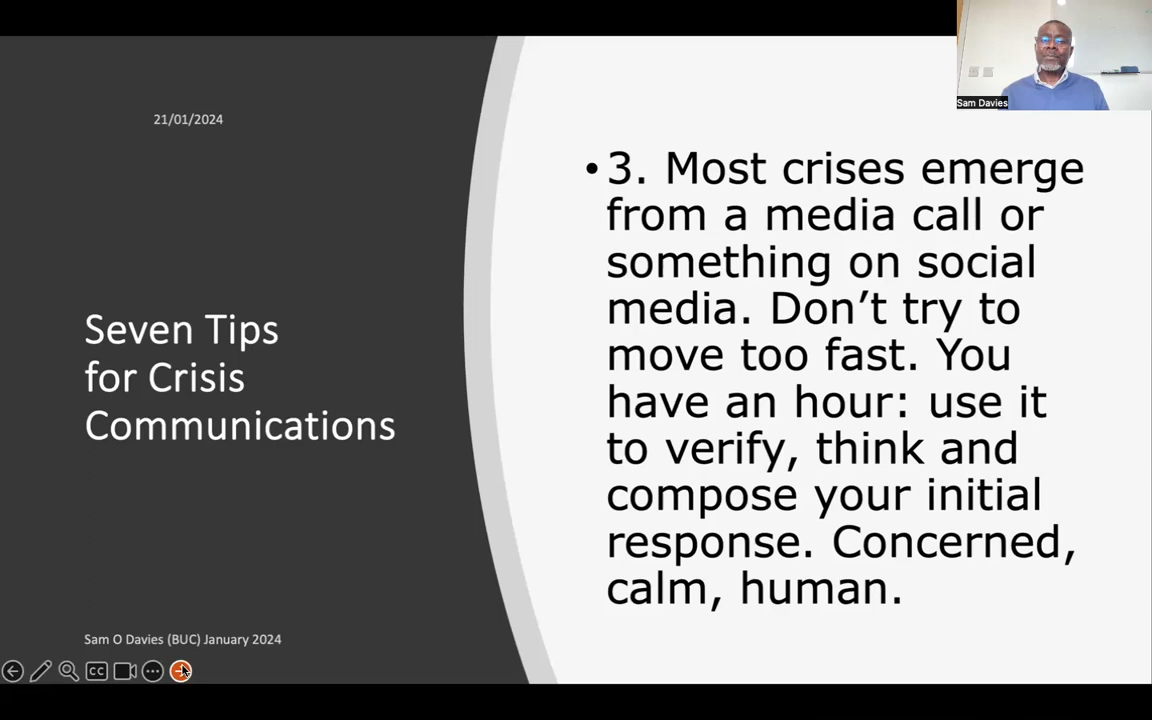 Sam Davies
21/01/2024
Seven Tips
for Crisis
Communications
• 3. Most crises emerge
from a media call or
something on social
media. Don’t try to
move too fast. You
have an hour: use it
to verify, think and
compose your initial
response. Concerned,
calm, human.
Sam O Davies (BUC) January 2024
CC